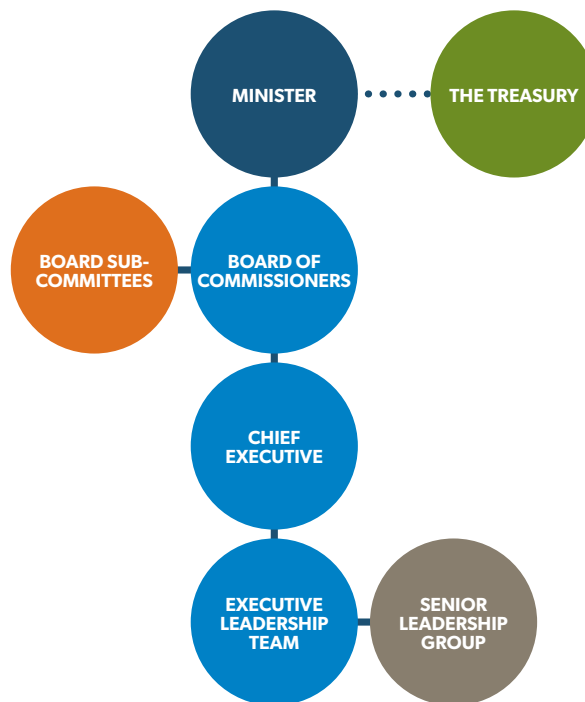 MINISTER
THE TREASURY
BOARD SUB-
COMMITTEES
BOARD OF
COMMISSIONERS
CHIEF
EXECUTIVE
EXECUTIVE
LEADERSHIP
TEAM
SENIOR
LEADERSHIP
GROUP